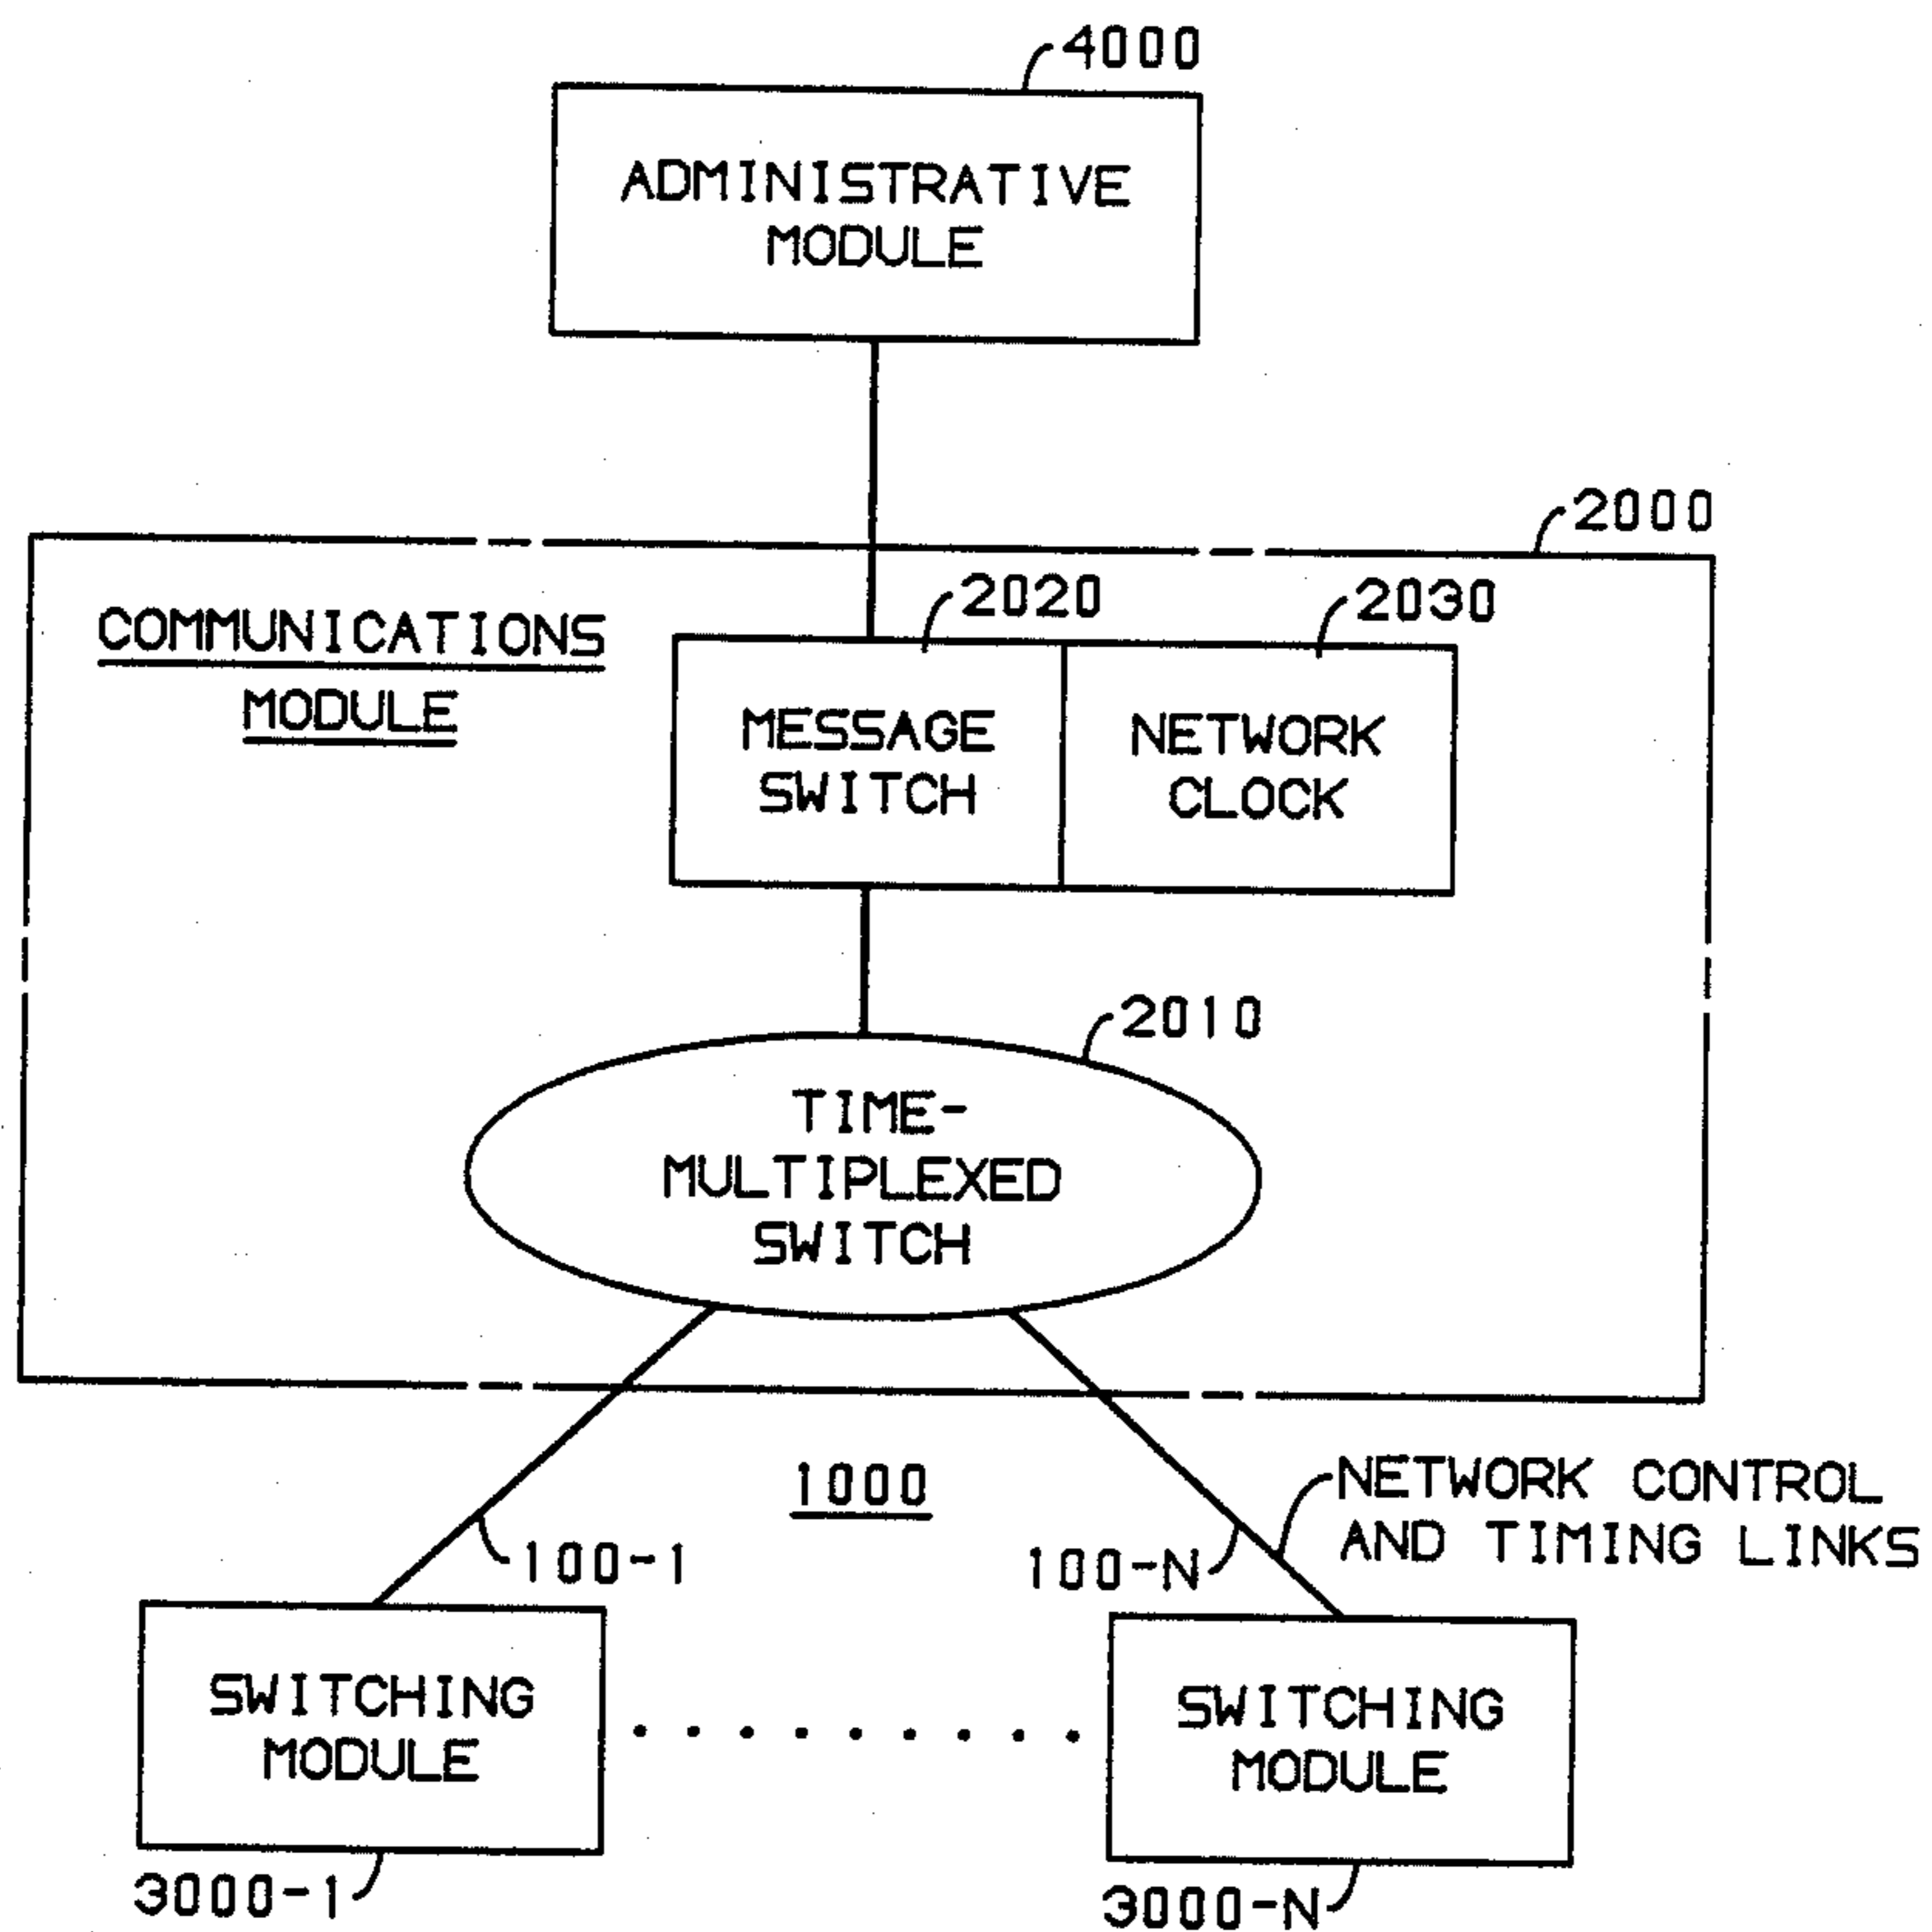 4000
ADMINISTRATIVE
MODULE
2000
COMMUNICATIONS
MODULE
2020
2030
MESSAGE
SWITCH
NETWORK
CLOCK
2010
TIME-
MULTIPLEXED
SWITCH
1000
100-1
100-N
NETWORK CONTROL
AND TIMING LINKS
SWITCHING
MODULE
SWITCHING
MODULE
3000-1
3000-N